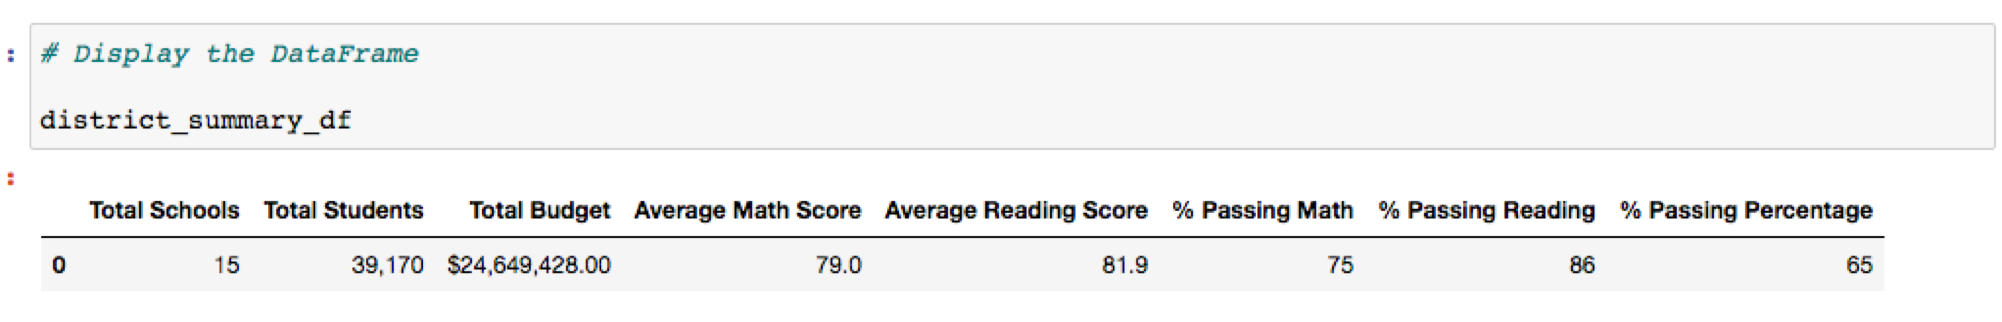 : # Display the DataFrame
district_summary_df
:
Total Schools Total Students Total Budget Average Math Score Average Reading Score % Passing Math % Passing Reading % Passing Percentage
0 15 39,170 $24,649,428.00 79.0 81.9 75 86 65